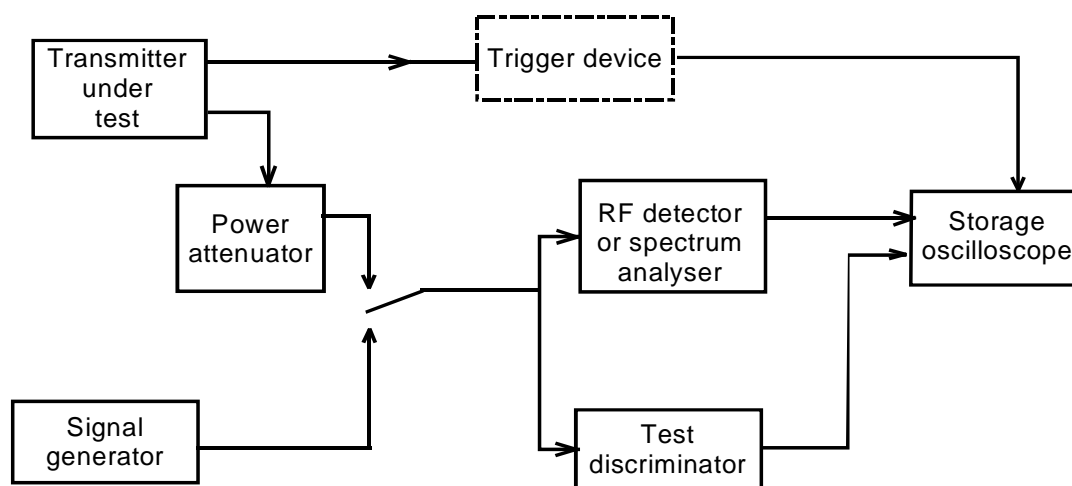 Transmitter
under
test
Trigger device
Power
attenuator
RF detector
or spectrum
analyser
Storage
oscilloscope
Signal
generator
Test
discriminator